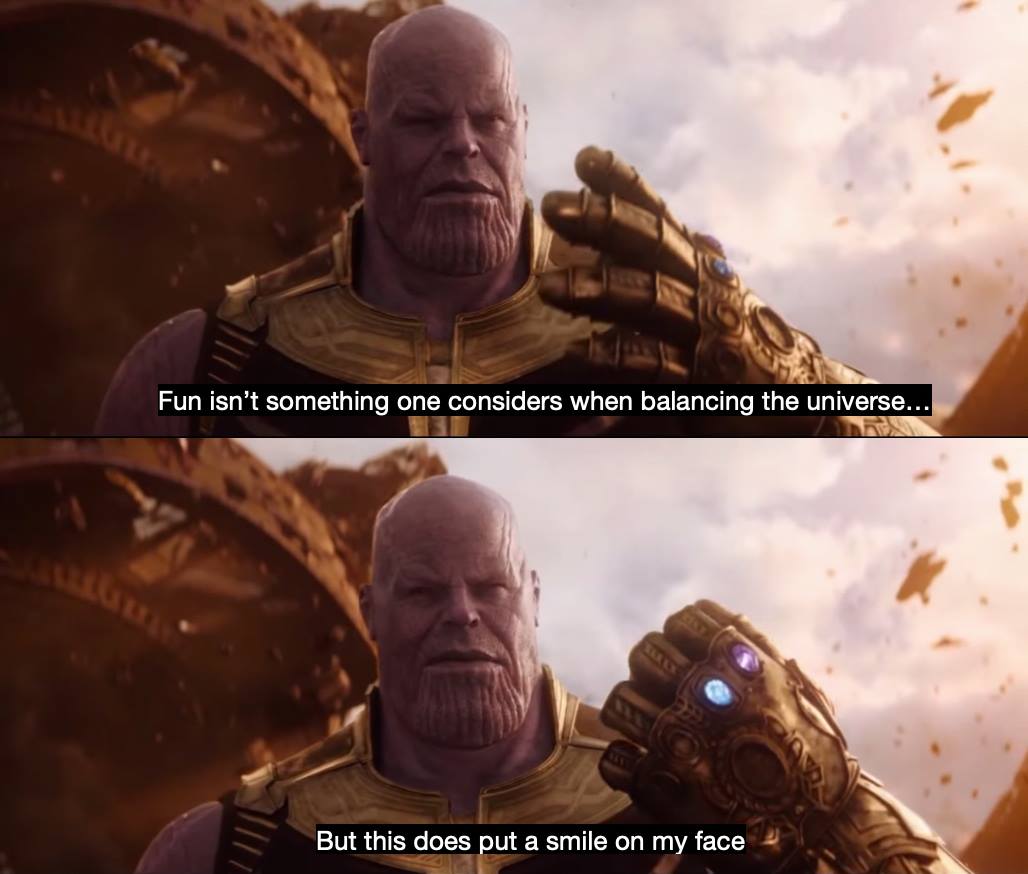 Fun isn’t something one considers when balancing the universe…
But this does put a smile on my face